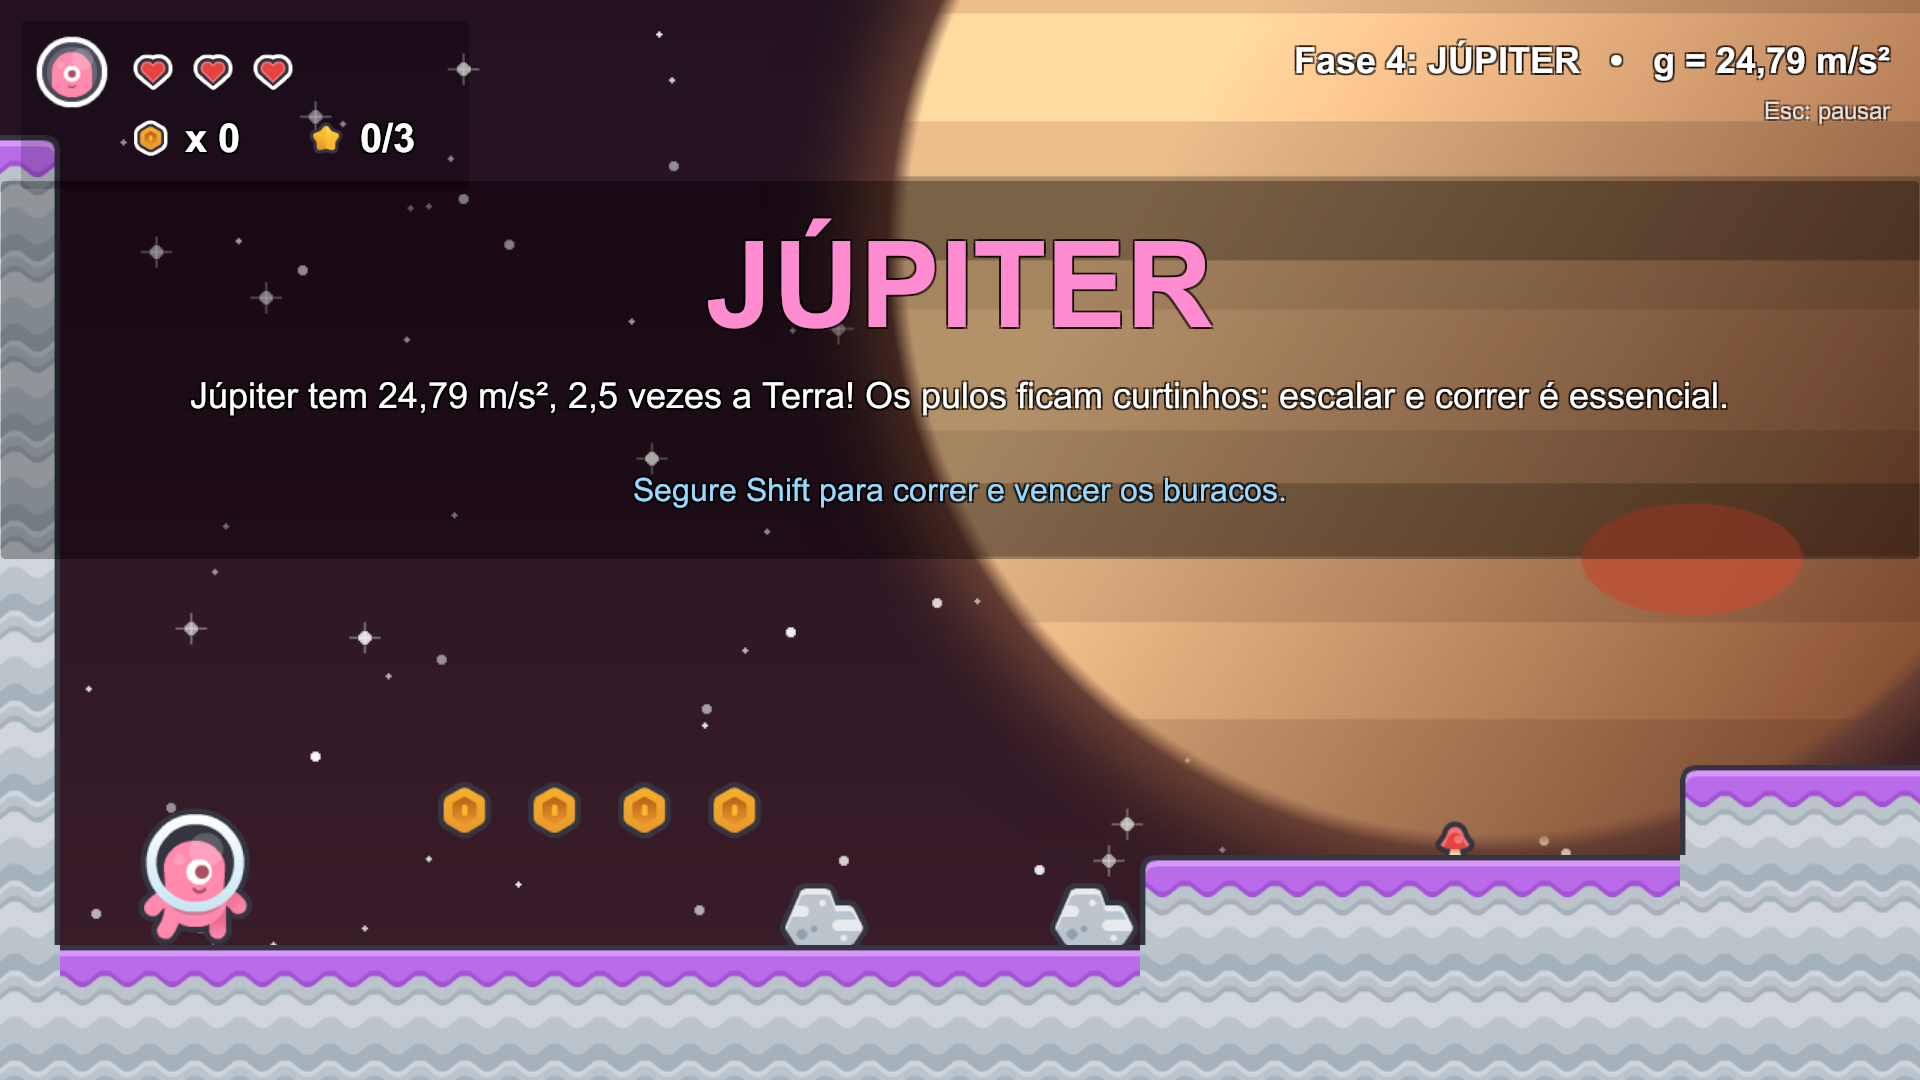 Fase 4: JÚPITER • g = 24,79 m/s²
Esc: pausar
x 0 0/3
JÚPITER
Júpiter tem 24,79 m/s², 2,5 vezes a Terra! Os pulos ficam curtinhos: escalar e correr é essencial.
Segure Shift para correr e vencer os buracos.